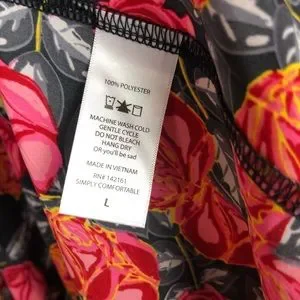 100% POLYESTER
MACHINE WASH COLD
GENTLE CYCLE
DO NOT BLEACH
HANG DRY
OR you'll be sad
MADE IN VIETNAM
RN# 142161
SIMPLY COMFORTABLE
L